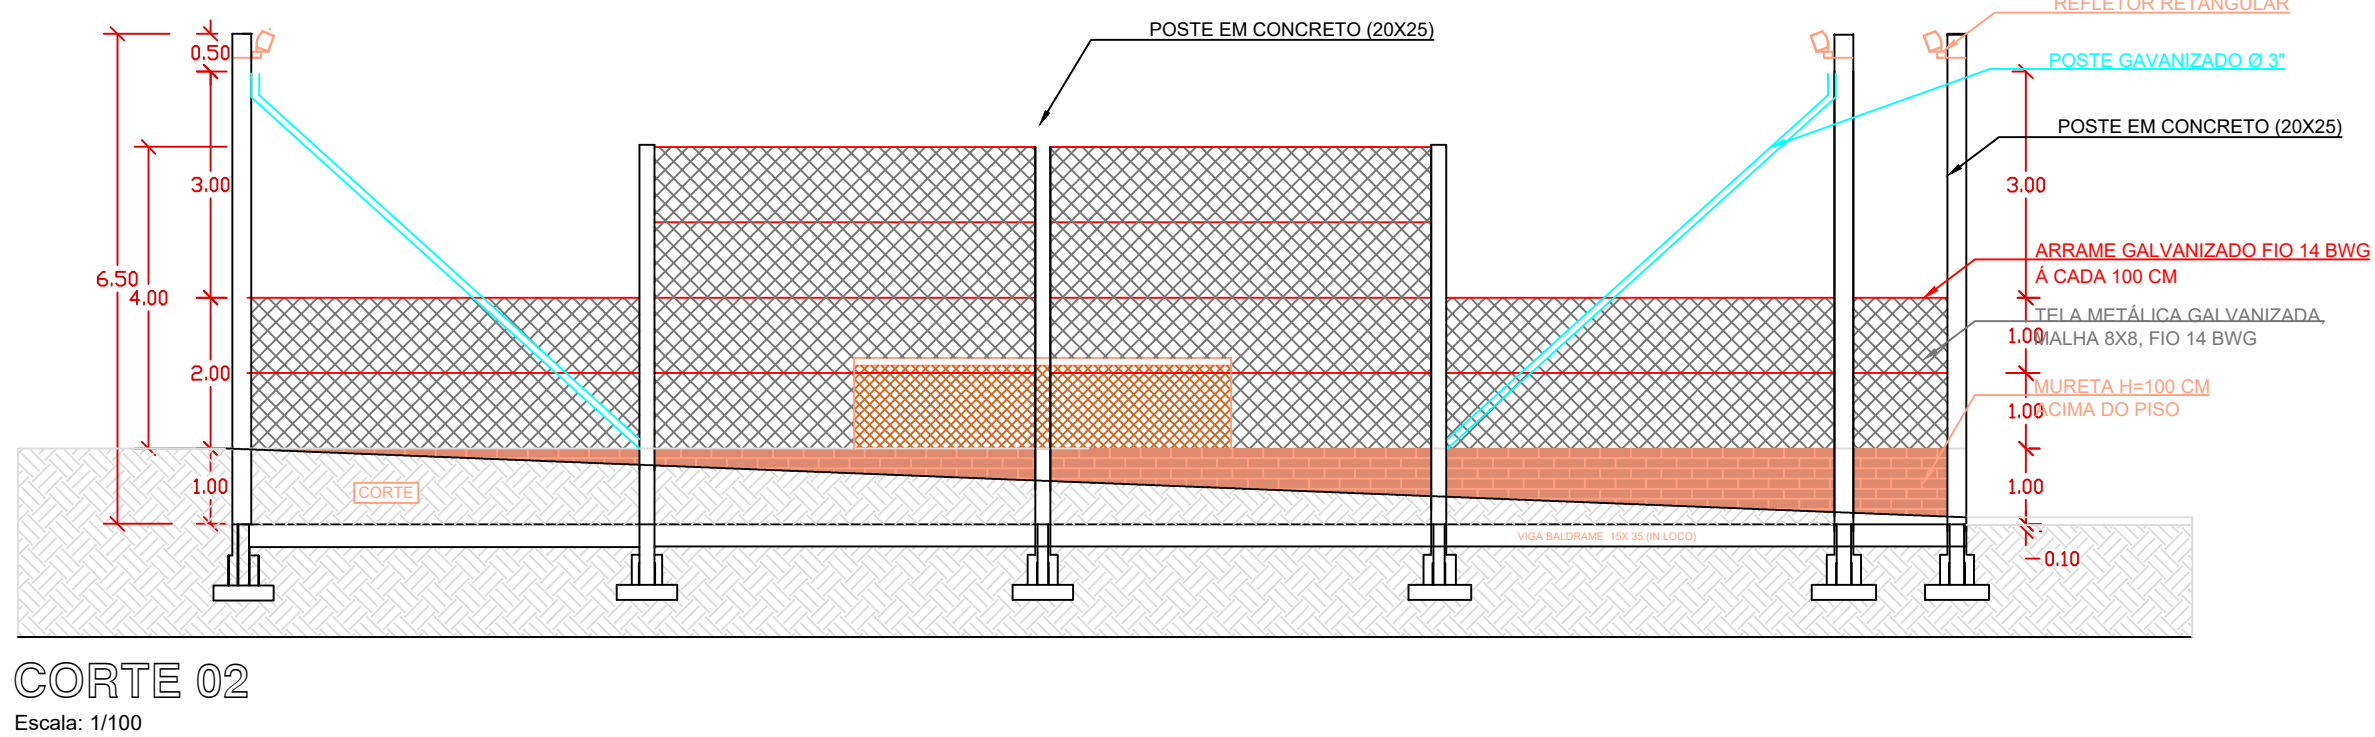 REFLETOR RETANGULAR
POSTE EM CONCRETO (20X25)
0.50
POSTE GAVANIZADO Ø 3"
POSTE EM CONCRETO (20X25)
3.00
3.00
ARRAME GALVANIZADO FIO 14 BWG
Á CADA 100 CM
6.50
4.00
TELA METÁLICA GALVANIZADA,
1.00
MALHA 8X8, FIO 14 BWG
2.00
MURETA H=100 CM
1.00
ACIMA DO PISO
1.00
CORTE
1.00
VIGA BALDRAME 15X 35 (IN LOCO)
0.10
CORTE 02
Escala: 1/100